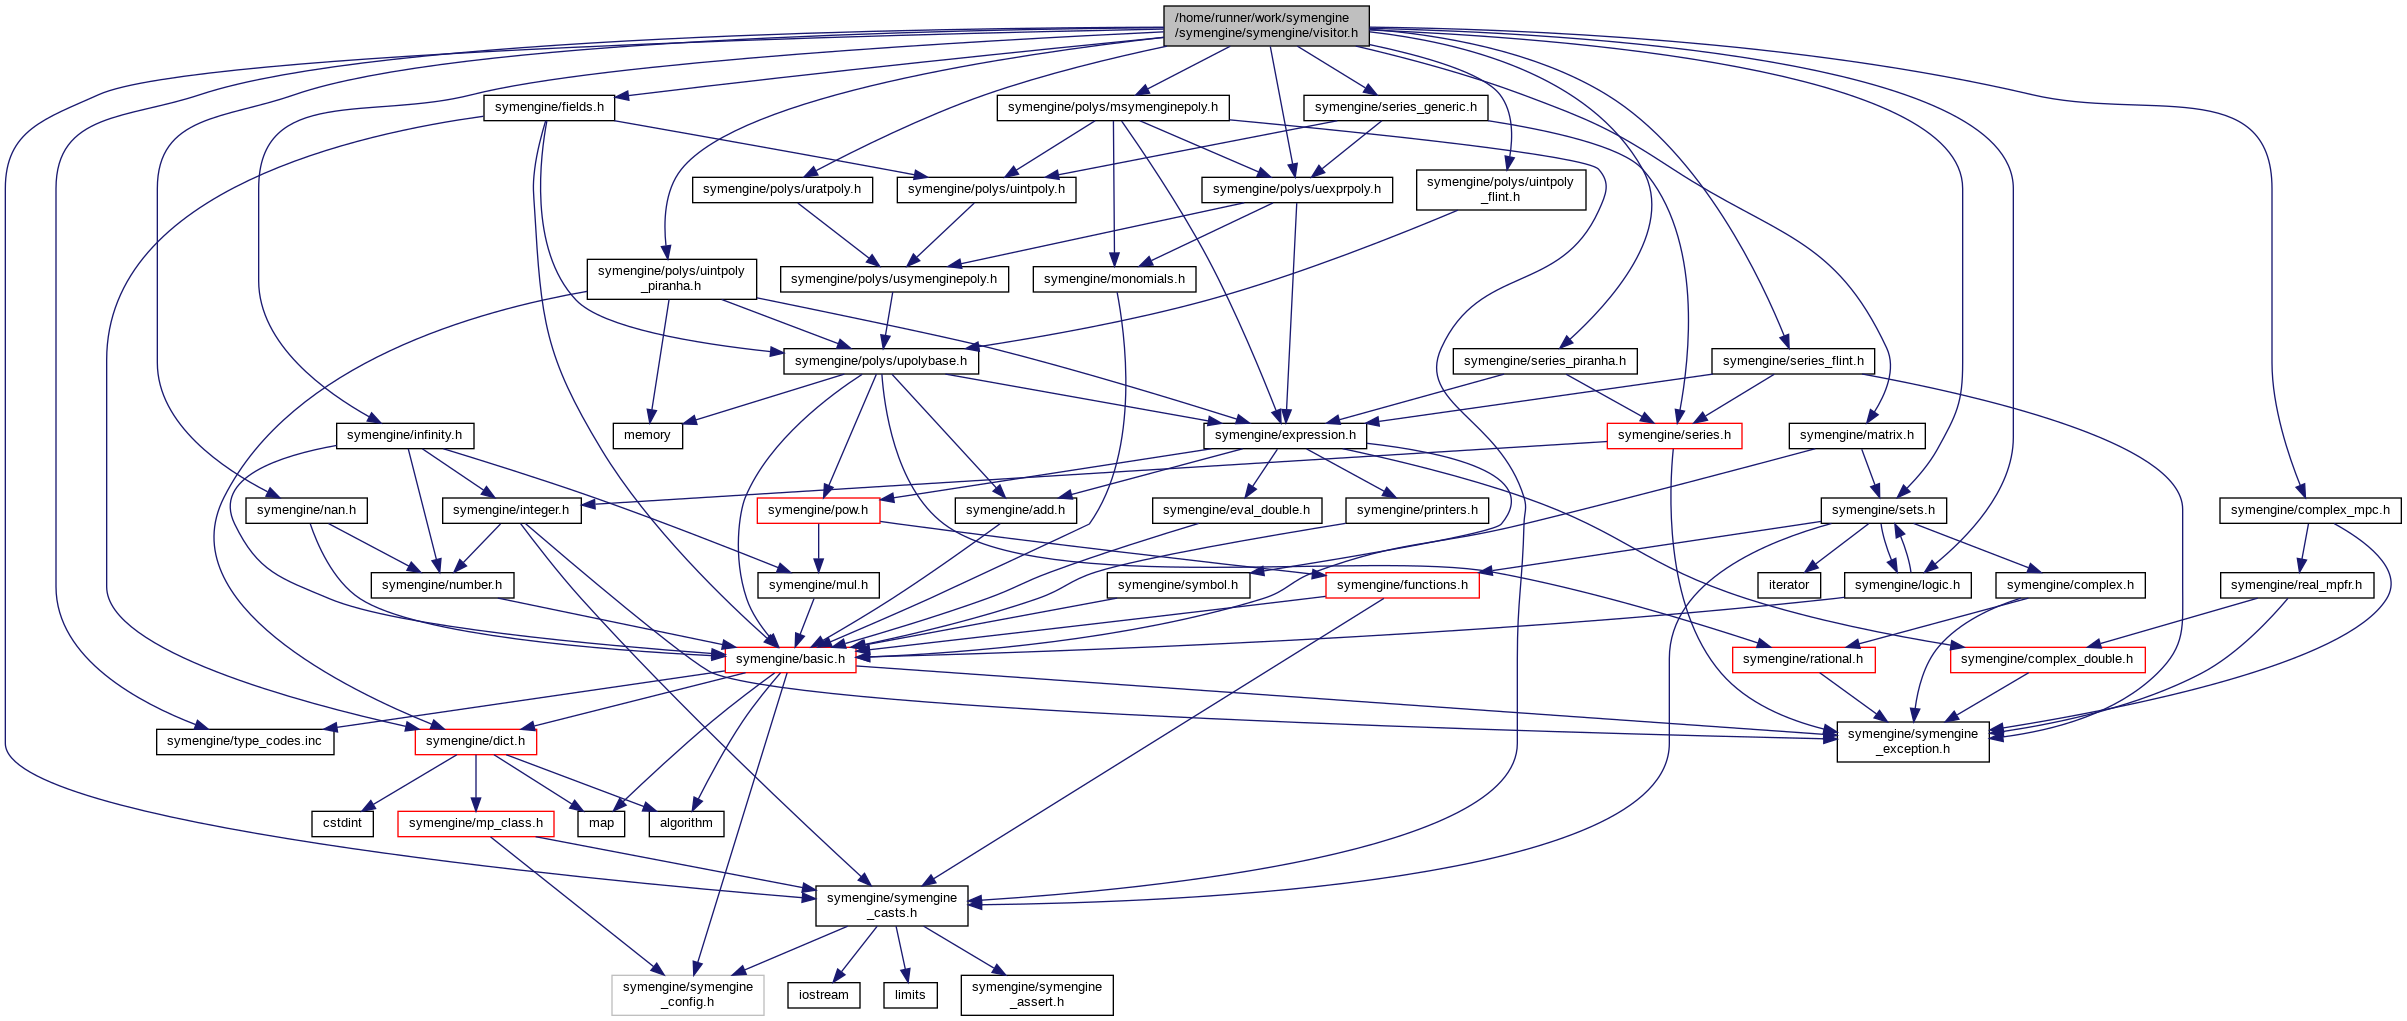 /home/runner/work/symengine
/symengine/symengine/visitor.h
symengine/fields.h
symengine/polys/msymenginepoly.h
symengine/series_generic.h
symengine/polys/uratpoly.h
symengine/polys/uintpoly.h
symengine/polys/uexprpoly.h
symengine/polys/uintpoly
_flint.h
symengine/polys/uintpoly
_piranha.h
symengine/polys/usymenginepoly.h
symengine/monomials.h
symengine/polys/upolybase.h
symengine/series_piranha.h
symengine/series_flint.h
symengine/infinity.h
memory
symengine/expression.h
symengine/series.h
symengine/matrix.h
symengine/nan.h
symengine/integer.h
symengine/pow.h
symengine/add.h
symengine/eval_double.h
symengine/printers.h
symengine/sets.h
symengine/complex_mpc.h
symengine/number.h
symengine/mul.h
symengine/symbol.h
symengine/functions.h
iterator
symengine/logic.h
symengine/complex.h
symengine/real_mpfr.h
symengine/basic.h
symengine/rational.h
symengine/complex_double.h
symengine/type_codes.inc
symengine/dict.h
symengine/symengine
_exception.h
cstdint
symengine/mp_class.h
map
algorithm
symengine/symengine
_casts.h
symengine/symengine
_config.h
iostream
limits
symengine/symengine
_assert.h